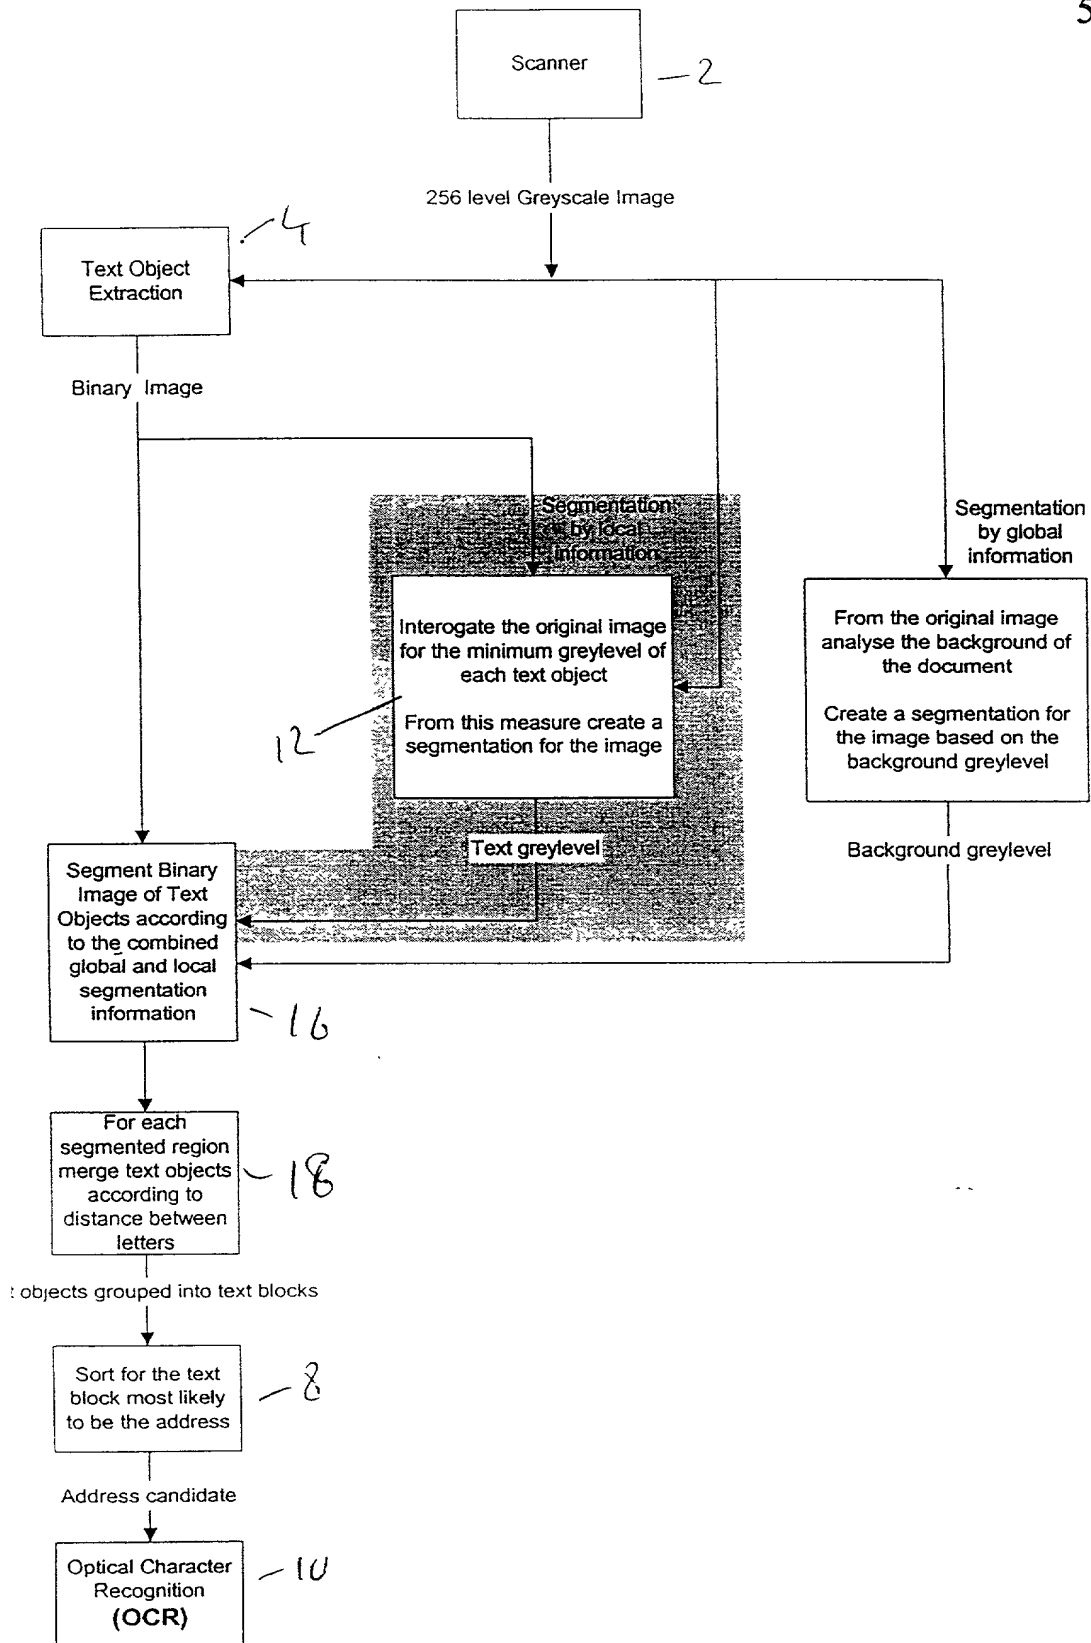 5
Scanner
2
256 level Greyscale Image
4
Text Object
Extraction
Binary Image
Segmentation
by local
information
Segmentation
by global
information
Interogate the original image
for the minimum greylevel of
each text object
From this measure create a
segmentation for the image
12
From the original image
analyse the background of
the document
Create a segmentation for
the image based on the
background greylevel
Text greylevel
Background greylevel
Segment Binary
Image of Text
Objects according
to the combined
global and local
segmentation
information
16
For each
segmented region
merge text objects
according to
distance between
letters
18
objects grouped into text blocks
Sort for the text
block most likely
to be the address
8
Address candidate
Optical Character
Recognition
(OCR)
10